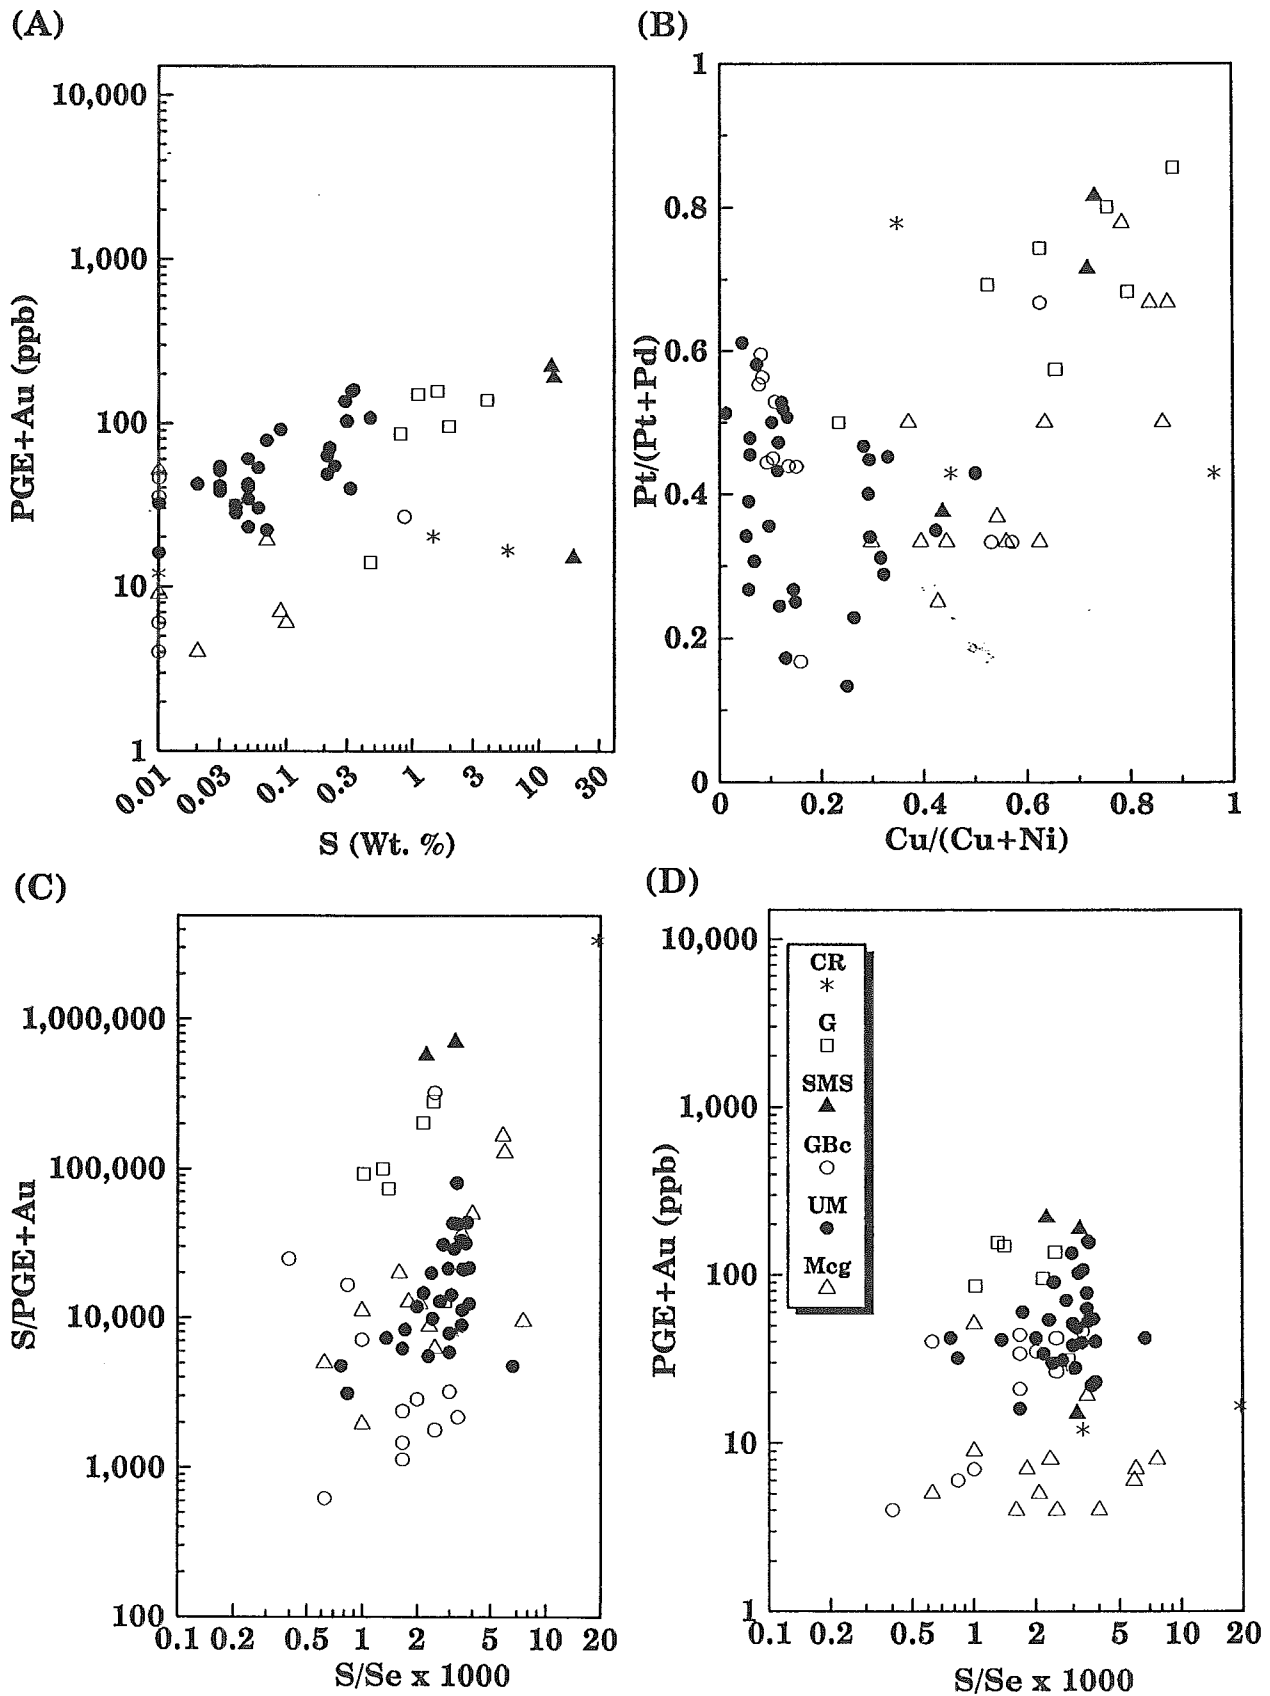 (A)
10,000
1,000
100
10
1
PGE+Au (ppb)
0.01 0.03 0.1 0.3 1 3 10 30
S (Wt. %)
(B)
1
0.8
0.6
0.4
0.2
0
Pt/(Pt+Pd)
0 0.2 0.4 0.6 0.8 1
Cu/(Cu+Ni)
(C)
1,000,000
100,000
10,000
1,000
100
S/PGE+Au
0.1 0.2 0.5 1 2 5 10 20
S/Se x 1000
(D)
10,000
1,000
100
10
1
PGE+Au (ppb)
CR
G
SMS
GBc
UM
Mcg
0.1 0.2 0.5 1 2 5 10 20
S/Se x 1000